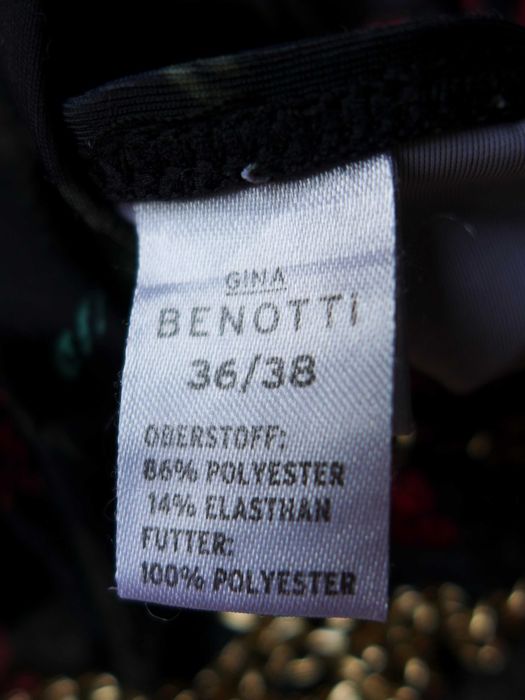 GINA
BENOTTi
36/38
OBERSTOFF:
86% POLYESTER
14% ELASTHAN
FUTTER:
100% POLYESTER